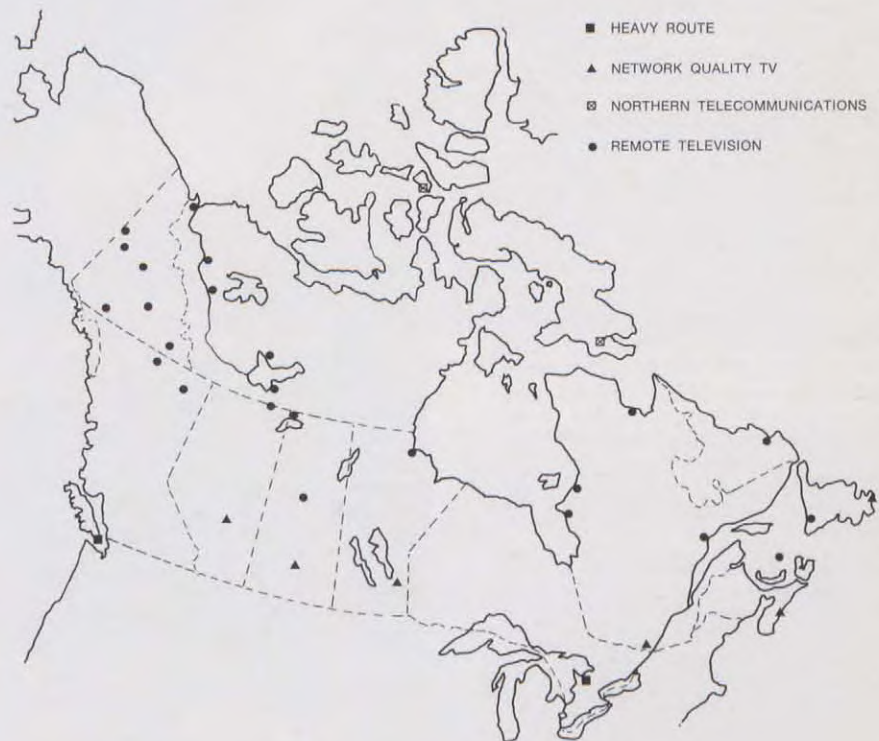 HEAVY ROUTE
NETWORK QUALITY TV
NORTHERN TELECOMMUNICATIONS
REMOTE TELEVISION